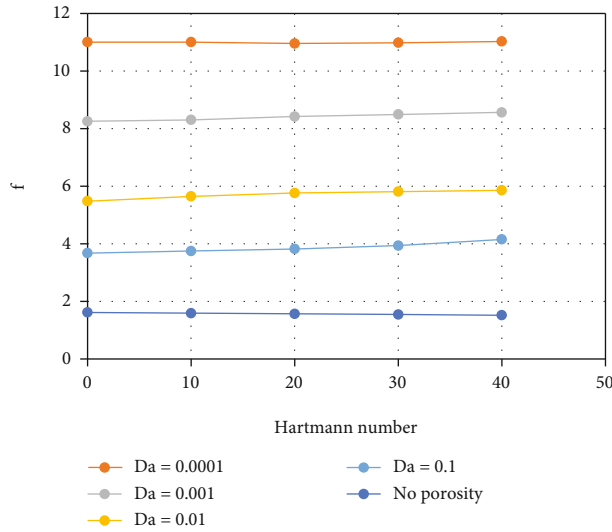 12
10
8
6
4
2
0
f
0 10 20 30 40 50
Hartmann number
Da = 0.0001
Da = 0.001
Da = 0.01
Da = 0.1
No porosity